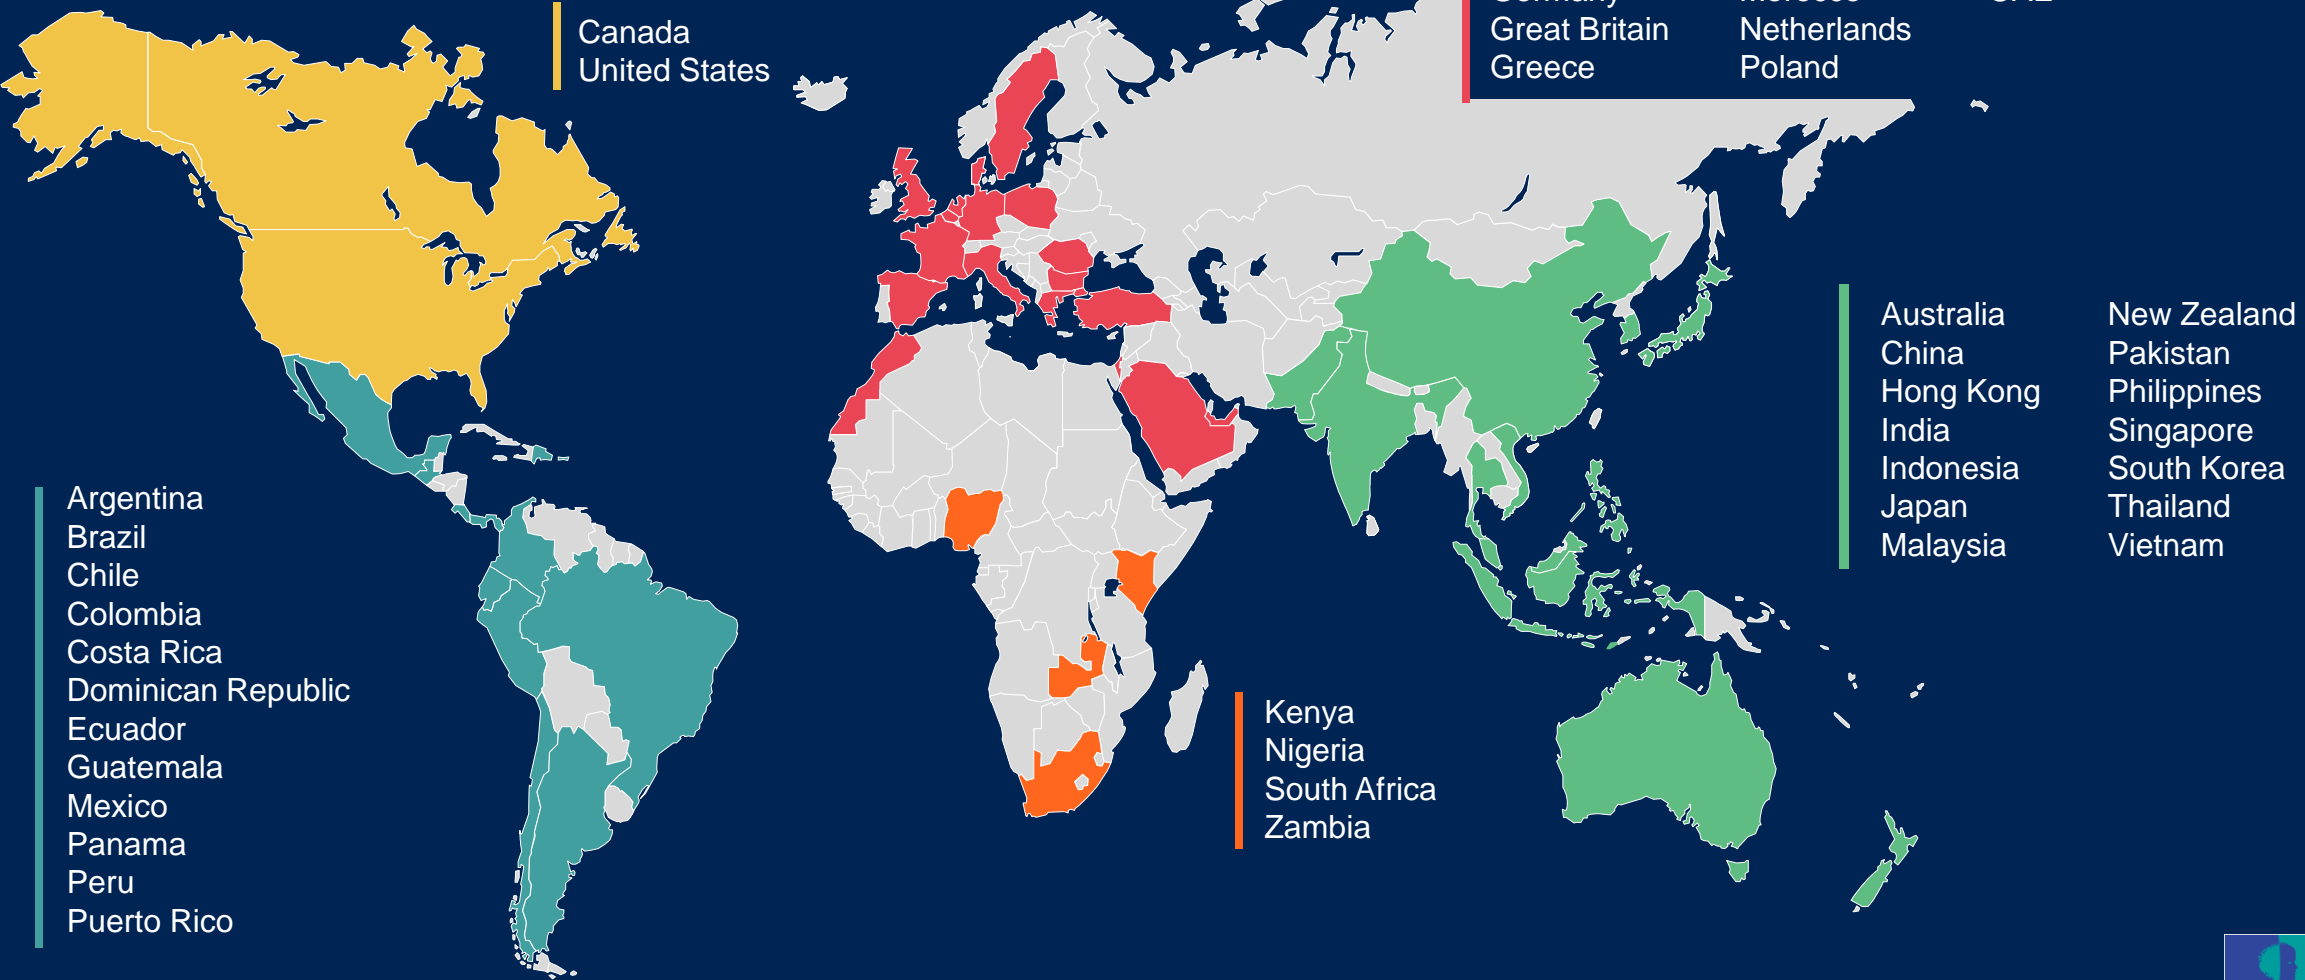 Canada
United States
Great Britain
Greece
Netherlands
Poland
Australia
China
Hong Kong
India
Indonesia
Japan
Malaysia
New Zealand
Pakistan
Philippines
Singapore
South Korea
Thailand
Vietnam
Argentina
Brazil
Chile
Colombia
Costa Rica
Dominican Republic
Ecuador
Guatemala
Mexico
Panama
Peru
Puerto Rico
Kenya
Nigeria
South Africa
Zambia